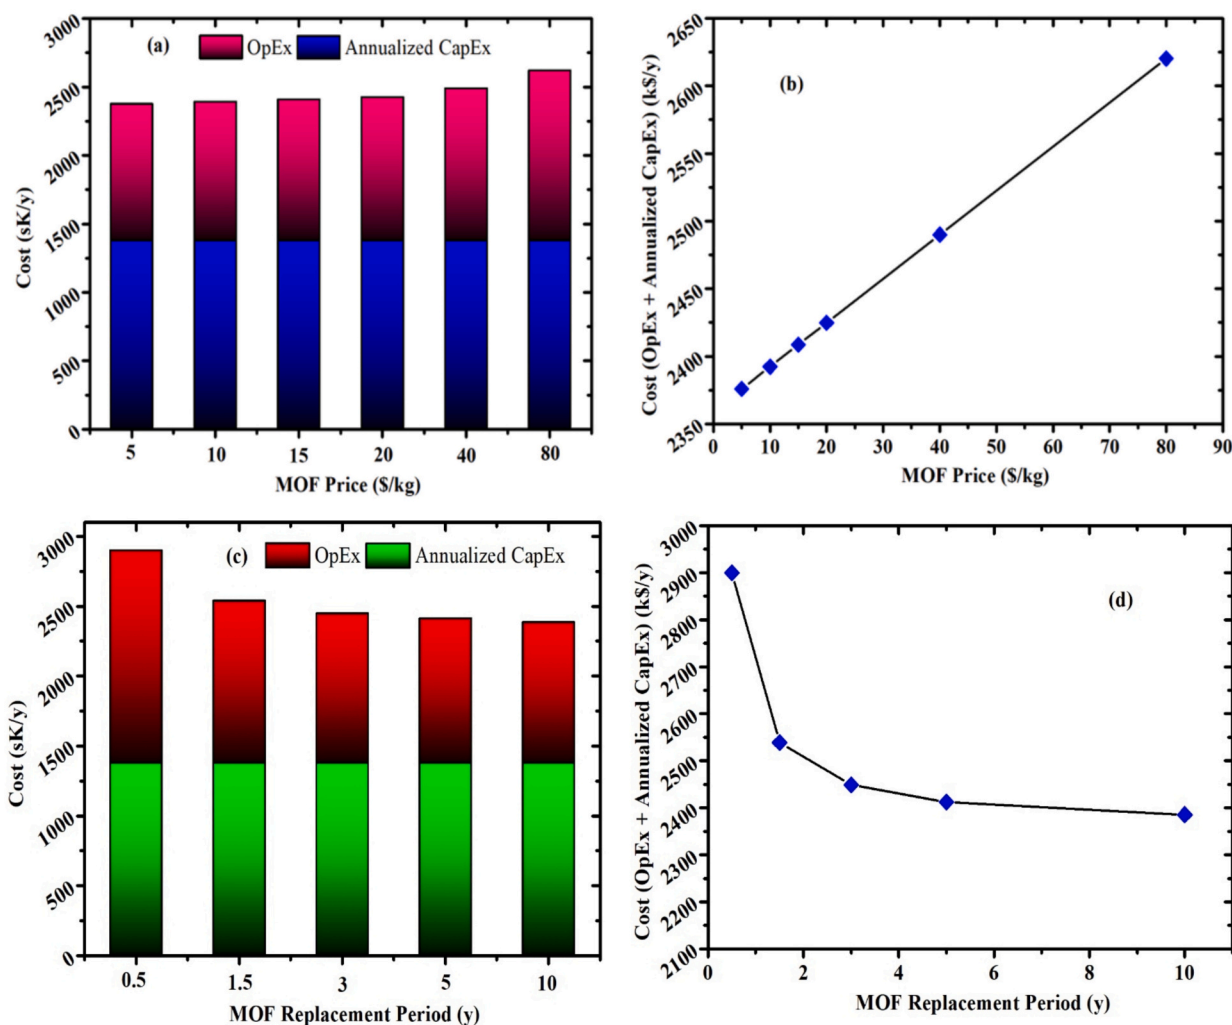 (a)
OpEx
Annualized CapEx
3000
2500
2000
1500
1000
500
0
Cost (sK/y)
5 10 15 20 40 80
MOF Price ($/kg)
(b)
2650
2600
2550
2500
2450
2400
2350
Cost (OpEx + Annualized CapEx) (k$/y)
0 10 20 30 40 50 60 70 80 90
MOF Price ($/kg)
(c)
OpEx
Annualized CapEx
3000
2500
2000
1500
1000
500
0
Cost (sK/y)
0.5 1.5 3 5 10
MOF Replacement Period (y)
(d)
3000
2900
2800
2700
2600
2500
2400
2300
2200
2100
Cost (OpEx + Annualized CapEx) (k$/y)
0 2 4 6 8 10
MOF Replacement Period (y)